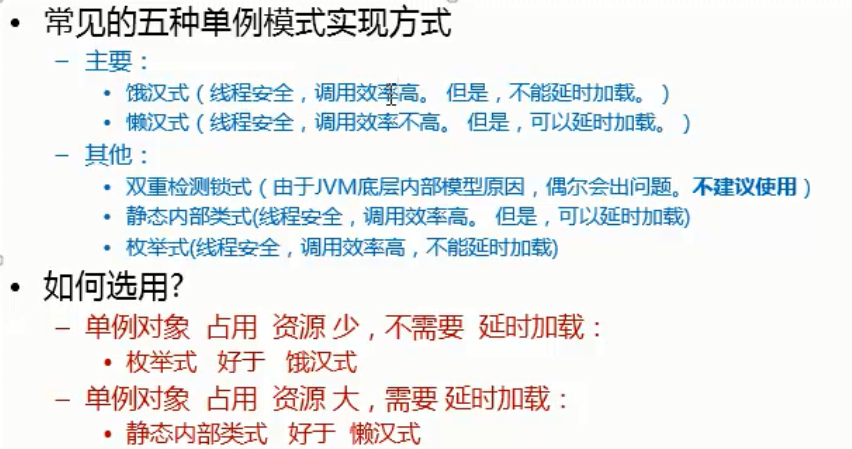 • 常见的五种单例模式实现方式
– 主要：
• 饿汉式（线程安全，调用效率高。 但是，不能延时加载。）
• 懒汉式（线程安全，调用效率不高。 但是，可以延时加载。）
– 其他：
• 双重检测锁式（由于JVM底层内部模型原因，偶尔会出问题。不建议使用）
• 静态内部类式(线程安全，调用效率高。 但是，可以延时加载)
• 枚举式(线程安全，调用效率高，不能延时加载)
• 如何选用?
– 单例对象 占用 资源 少，不需要 延时加载：
• 枚举式 好于 饿汉式
– 单例对象 占用 资源 大，需要 延时加载：
• 静态内部类式 好于 懒汉式